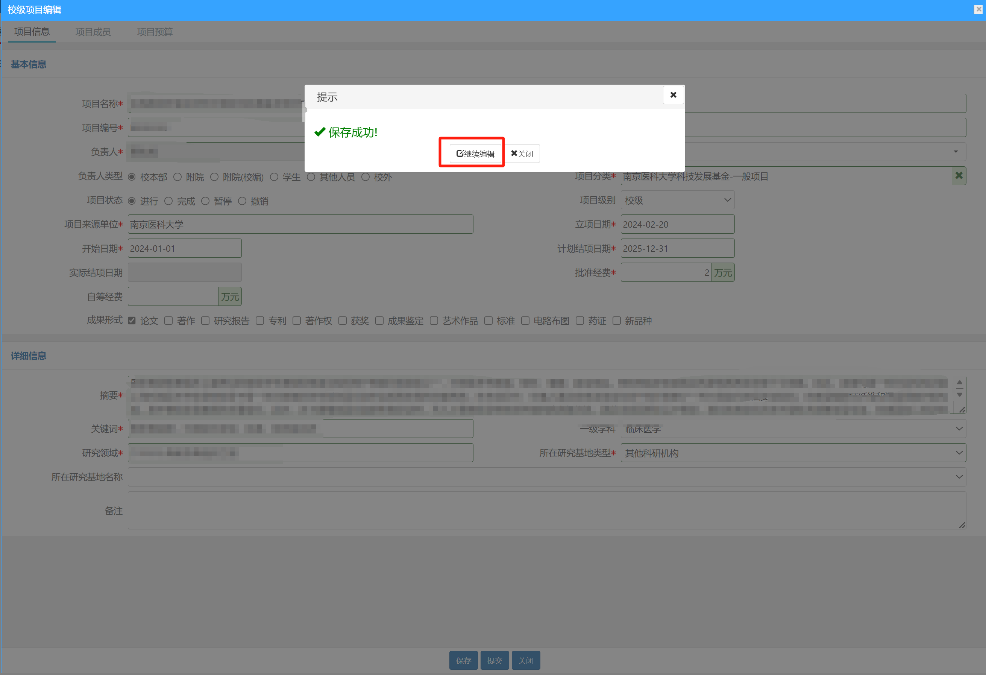 校级项目编辑
项目信息 项目成员 项目预算
基本信息
提示
保存成功!
继续编辑 关闭
项目名称*
项目编号*
负责人*
负责人类型 校本部 附院 附院(校编) 学生 其他人员 校外 项目分类* 南京医科大学科技发展基金-一般项目
项目状态 进行 完成 暂停 撤销 项目级别 校级
项目来源单位* 南京医科大学 立项日期* 2024-02-20
开始日期* 2024-01-01 计划结项日期* 2025-12-31
实际结项日期 批准经费* 2 万元
自筹经费 万元
成果形式 论文 著作 研究报告 专利 著作权 获奖 成果鉴定 艺术作品 标准 电路布图 药证 新品种
详细信息
摘要*
关键词* 一级学科 临床医学
研究领域* 所在研究基地类型* 其他科研机构
所在研究基地名称
备注
保存 提交 关闭